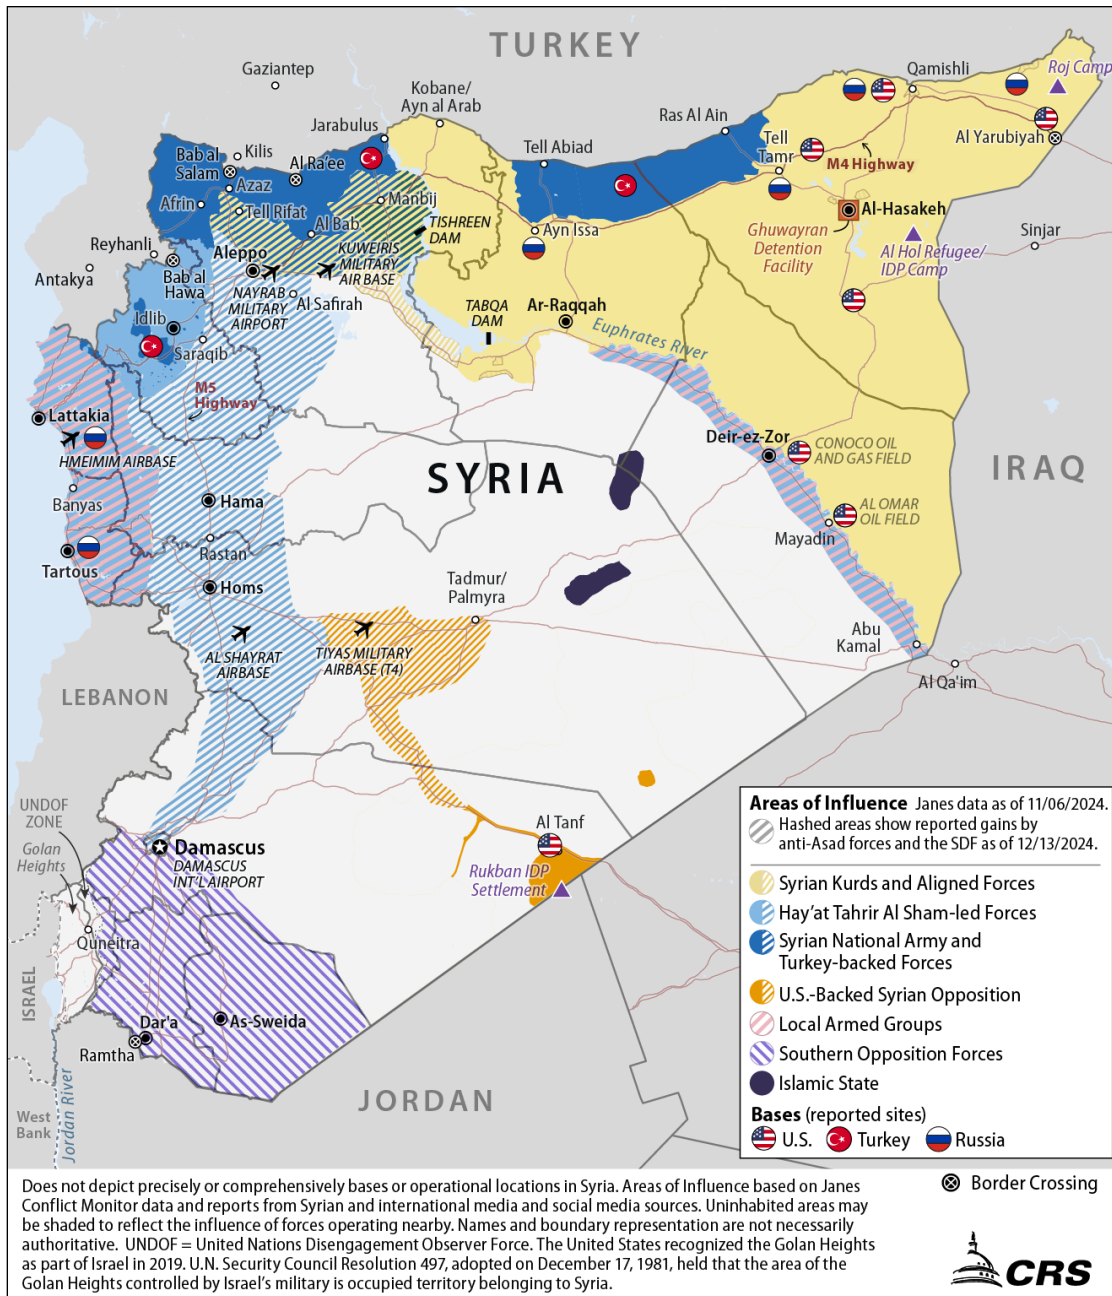 TURKEY
Gaziantep
Kobane/
Ayn al Arab
Qamishli
Roj Camp
Jarabulus
Ras Al Ain
Kilis
Bab al
Salam
Al Ra'ee
Tell Abiad
Tell
Tamr
M4 Highway
Al Yarubiyah
Azaz
Afrin
Tell Rifat
Manbij
Al Bab
TISHREEN
DAM
Ayn Issa
Al-Hasakeh
Ghuwayran
Detention
Facility
Al Hol Refugee/
IDP Camp
Sinjar
Reyhanli
Antakya
Bab al
Hawa
Aleppo
KUWEIRIS
MILITARY
AIR BASE
NAYRAB
MILITARY
AIRPORT
Al Safirah
TABQA
DAM
Ar-Raqqah
Euphrates River
Idlib
Saraqib
M5
Highway
Lattakia
HMEIMIM AIRBASE
SYRIA
Deir-ez-Zor
CONOCO OIL
AND GAS FIELD
IRAQ
Banyas
Hama
AL OMAR
OIL FIELD
Mayadin
Rastan
Tartous
Homs
Tadmur/
Palmyra
AL SHAYRAT
AIRBASE
TIYAS MILITARY
AIRBASE (T4)
Abu
Kamal
Al Qa'im
LEBANON
UNDOF
ZONE
Golan
Heights
Damascus
DAMASCUS
INT'L AIRPORT
Al Tanf
Rukban IDP
Settlement
Quneitra
ISRAEL
Dar'a
As-Sweida
Ramtha
JORDAN
West
Bank
Jordan River
Areas of Influence Janes data as of 11/06/2024.
Hashed areas show reported gains by
anti-Asad forces and the SDF as of 12/13/2024.
Syrian Kurds and Aligned Forces
Hay'at Tahrir Al Sham-led Forces
Syrian National Army and
Turkey-backed Forces
U.S.-Backed Syrian Opposition
Local Armed Groups
Southern Opposition Forces
Islamic State
Bases (reported sites)
U.S. Turkey Russia
Border Crossing
Does not depict precisely or comprehensively bases or operational locations in Syria. Areas of Influence based on Janes
Conflict Monitor data and reports from Syrian and international media and social media sources. Uninhabited areas may
be shaded to reflect the influence of forces operating nearby. Names and boundary representation are not necessarily
authoritative. UNDOF = United Nations Disengagement Observer Force. The United States recognized the Golan Heights
as part of Israel in 2019. U.N. Security Council Resolution 497, adopted on December 17, 1981, held that the area of the
Golan Heights controlled by Israel's military is occupied territory belonging to Syria.
CRS